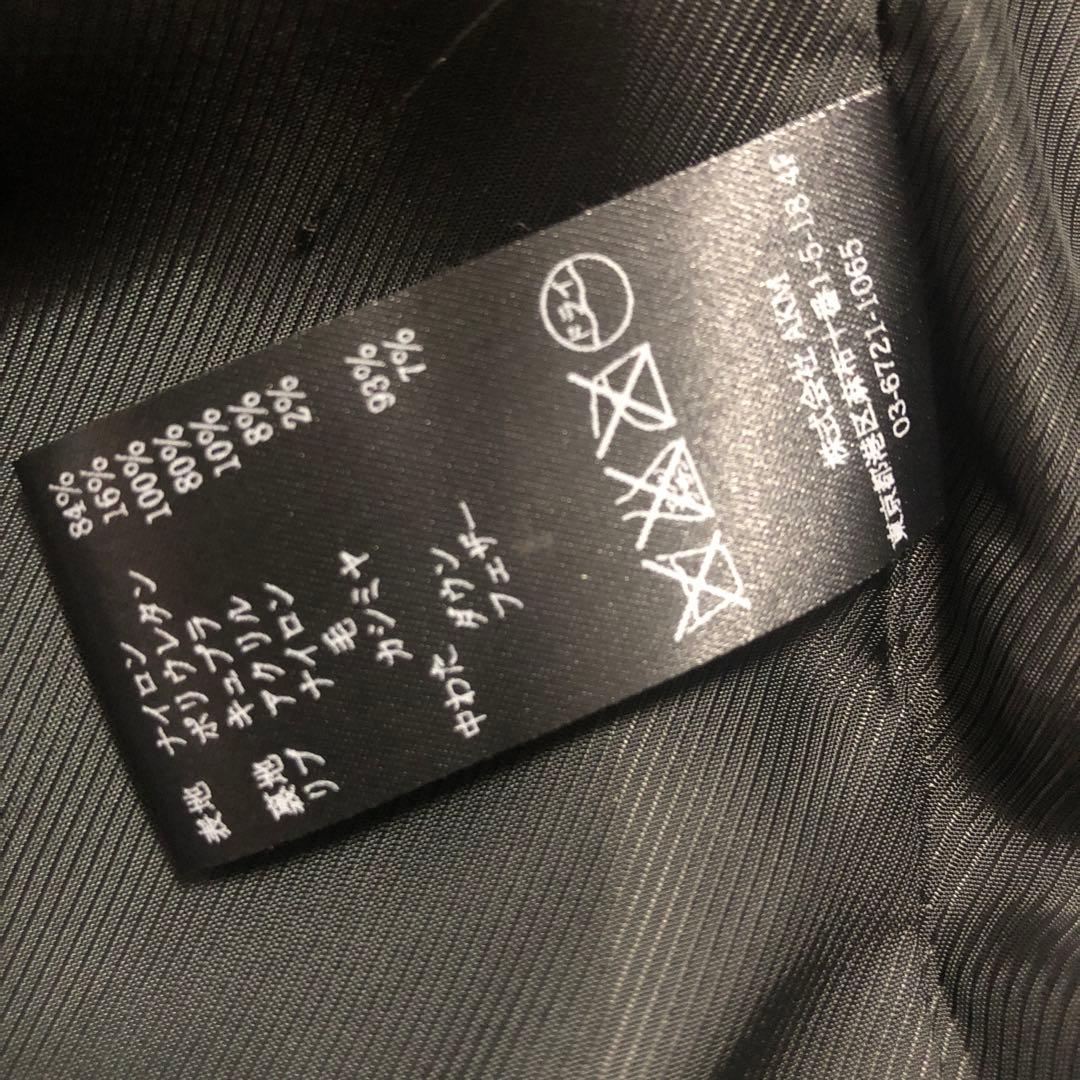 表地 ナイロン 84%
ポリウレタン 16%
裏地 キュプラ 100%
リブ アクリル 80%
ナイロン 10%
毛 8%
カシミヤ 2%
中わた ダウン 93%
フェザー 7%
ドライ
株式会社 AKM
東京都港区麻布十番1-5-18-4F
03-6721-1065